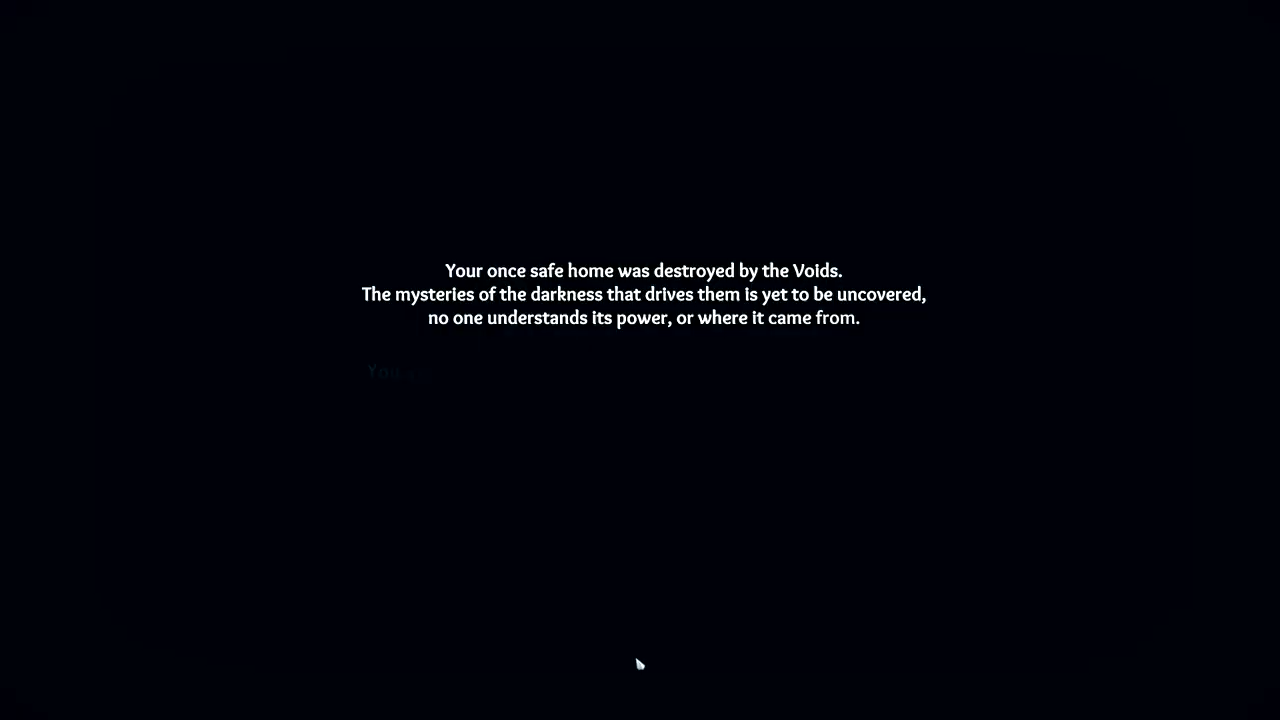 Your once safe home was destroyed by the Voids.
The mysteries of the darkness that drives them is yet to be uncovered,
no one understands its power, or where it came from.
You